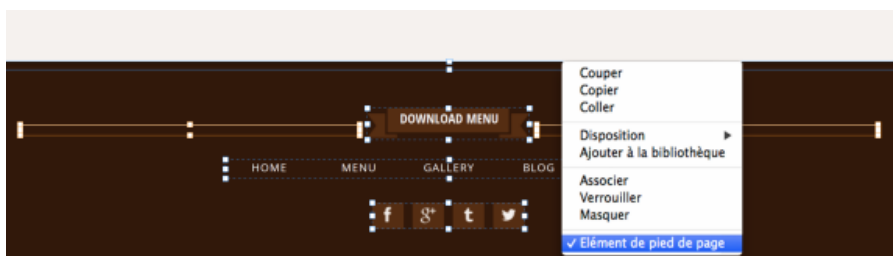 DOWNLOAD MENU
HOME MENU GALLERY BLOG
f g+ t
Couper
Copier
Coller
Disposition
Ajouter à la bibliothèque
Associer
Verrouiller
Masquer
✓ Elément de pied de page